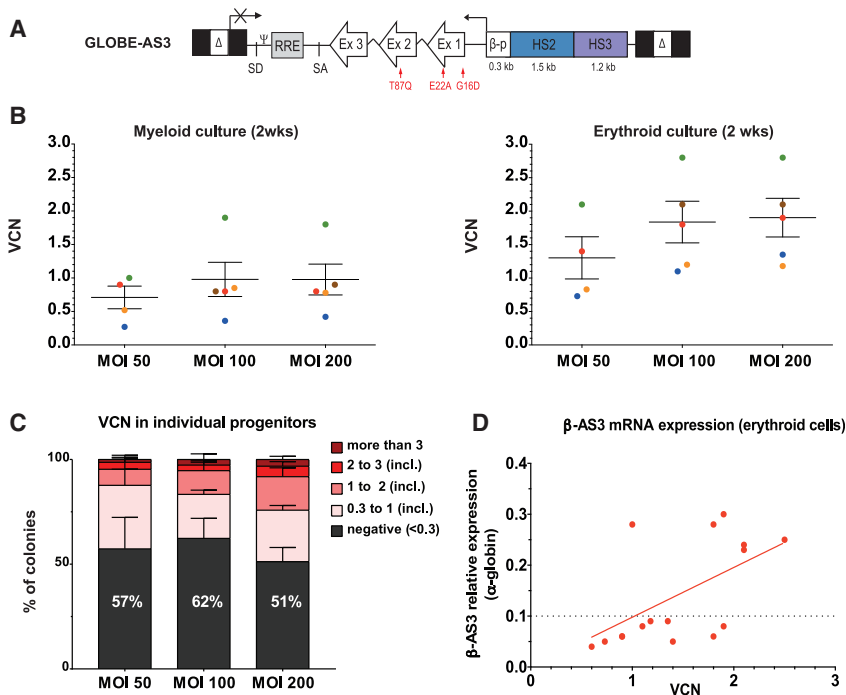 A
GLOBE-AS3
Δ
Ψ
RRE
SD
SA
Ex 3
Ex 2
Ex 1
β-p
HS2
HS3
Δ
0.3 kb
1.5 kb
1.2 kb
T87Q
E22A
G16D
B
Myeloid culture (2wks)
VCN
3.0
2.5
2.0
1.5
1.0
0.5
0.0
MOI 50
MOI 100
MOI 200
Erythroid culture (2 wks)
VCN
3.0
2.5
2.0
1.5
1.0
0.5
0.0
MOI 50
MOI 100
MOI 200
C
VCN in individual progenitors
% of colonies
100
50
0
57%
62%
51%
MOI 50
MOI 100
MOI 200
more than 3
2 to 3 (incl.)
1 to 2 (incl.)
0.3 to 1 (incl.)
negative (<0.3)
D
β-AS3 mRNA expression (erythroid cells)
β-AS3 relative expression
(α-globin)
0.4
0.3
0.2
0.1
0.0
0
1
2
3
VCN